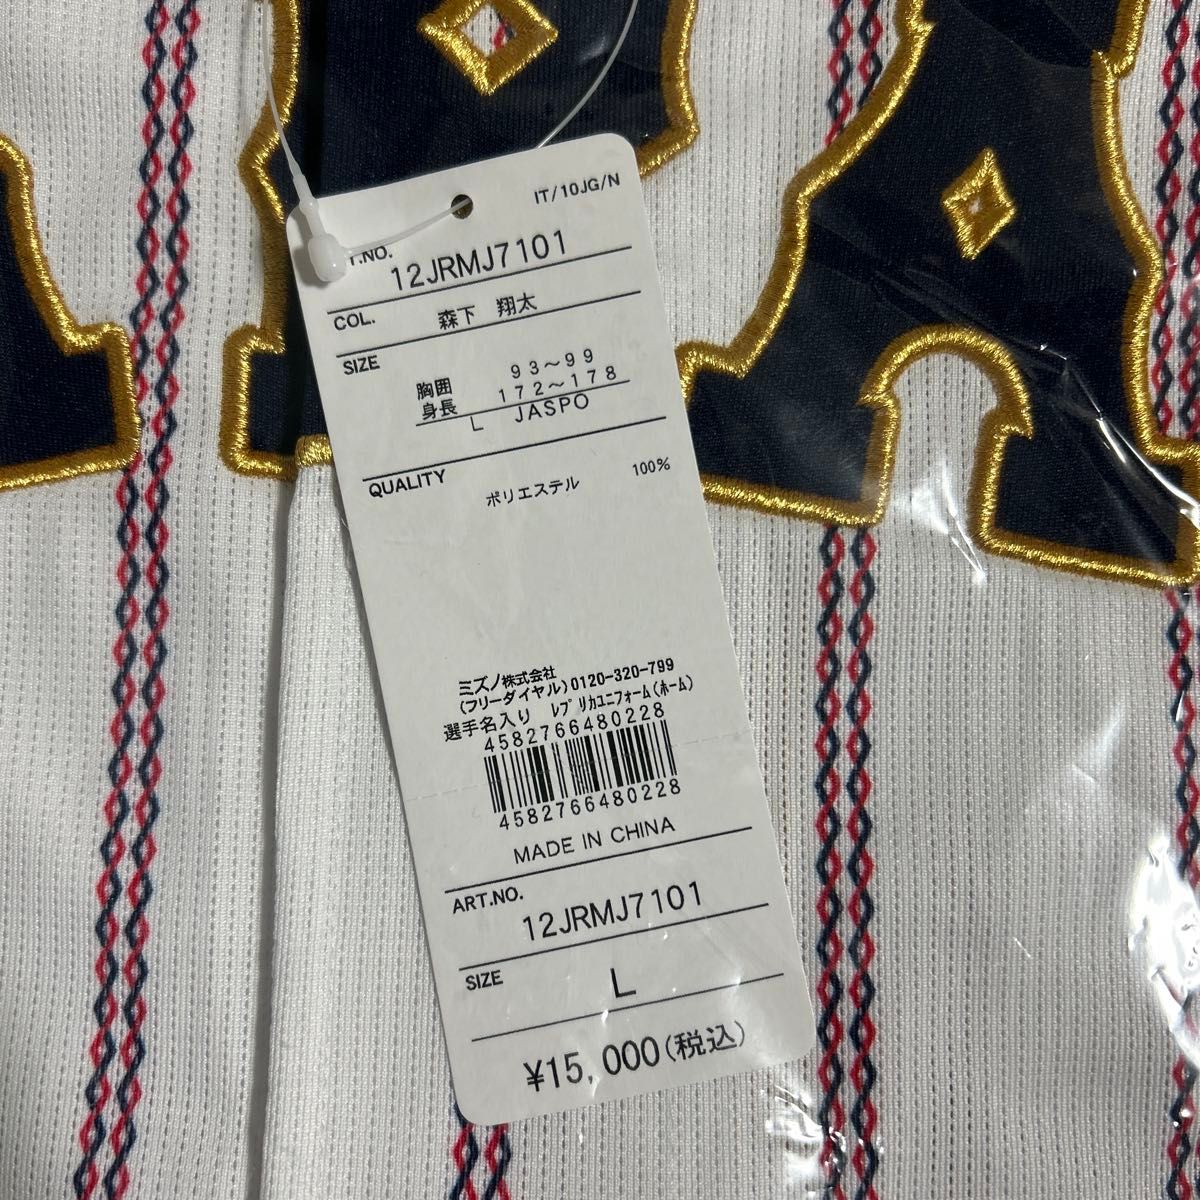 IT/10JG/N
T.NO.
12JRMJ7101
COL.
森下 翔太
SIZE
胸囲 93～99
身長 172～178
L JASPO
QUALITY
ポリエステル 100%
ミズノ株式会社
(フリーダイヤル)0120-320-799
選手名入り ﾚﾌﾟﾘｶﾕﾆﾌｫｰﾑ(ﾎｰﾑ)
4582766480228
4582766480228
MADE IN CHINA
ART.NO.
12JRMJ7101
SIZE
L
¥15,000(税込)